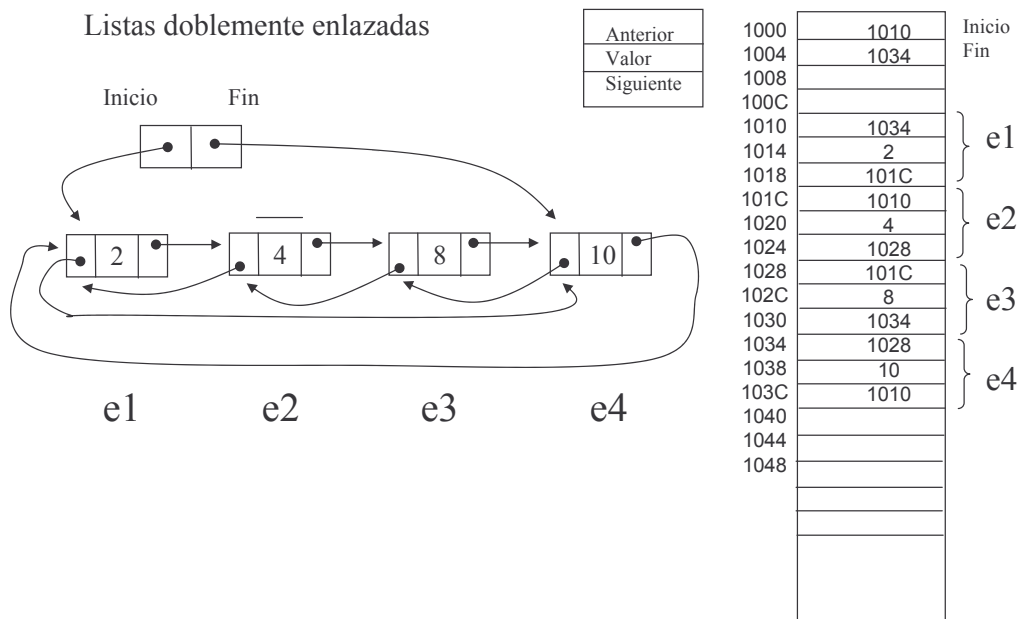 Listas doblemente enlazadas
Anterior
Valor
Siguiente
Inicio Fin
2 4 8 10
e1 e2 e3 e4
1000 1010 Inicio
1004 1034 Fin
1008
100C
1010 1034
1014 2 e1
1018 101C
101C 1010
1020 4 e2
1024 1028
1028 101C
102C 8 e3
1030 1034
1034 1028
1038 10 e4
103C 1010
1040
1044
1048